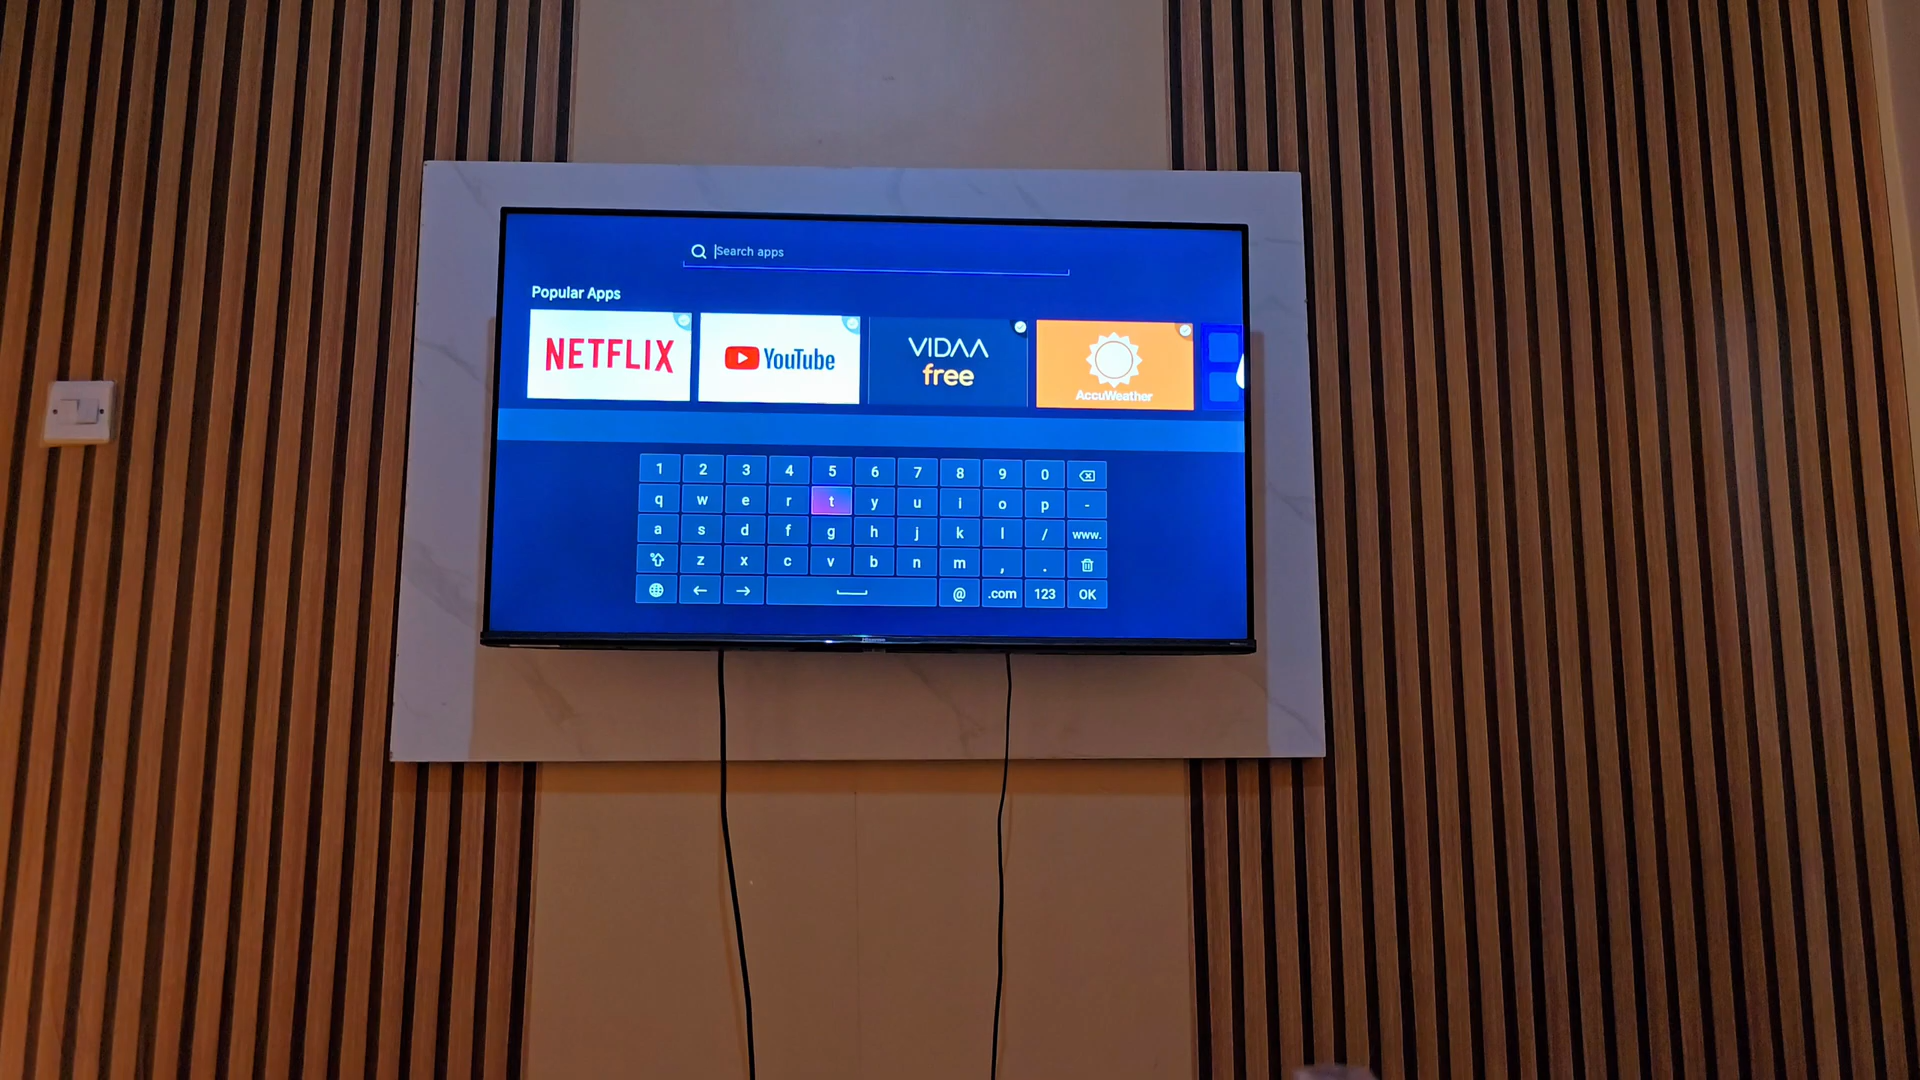 Search apps
Popular Apps
NETFLIX
YouTube
VIDAA
free
AccuWeather
1 2 3 4 5 6 7 8 9 0
q w e r t y u i o p -
a s d f g h j k l / www.
z x c v b n m , .
@ .com 123 OK
Hisense